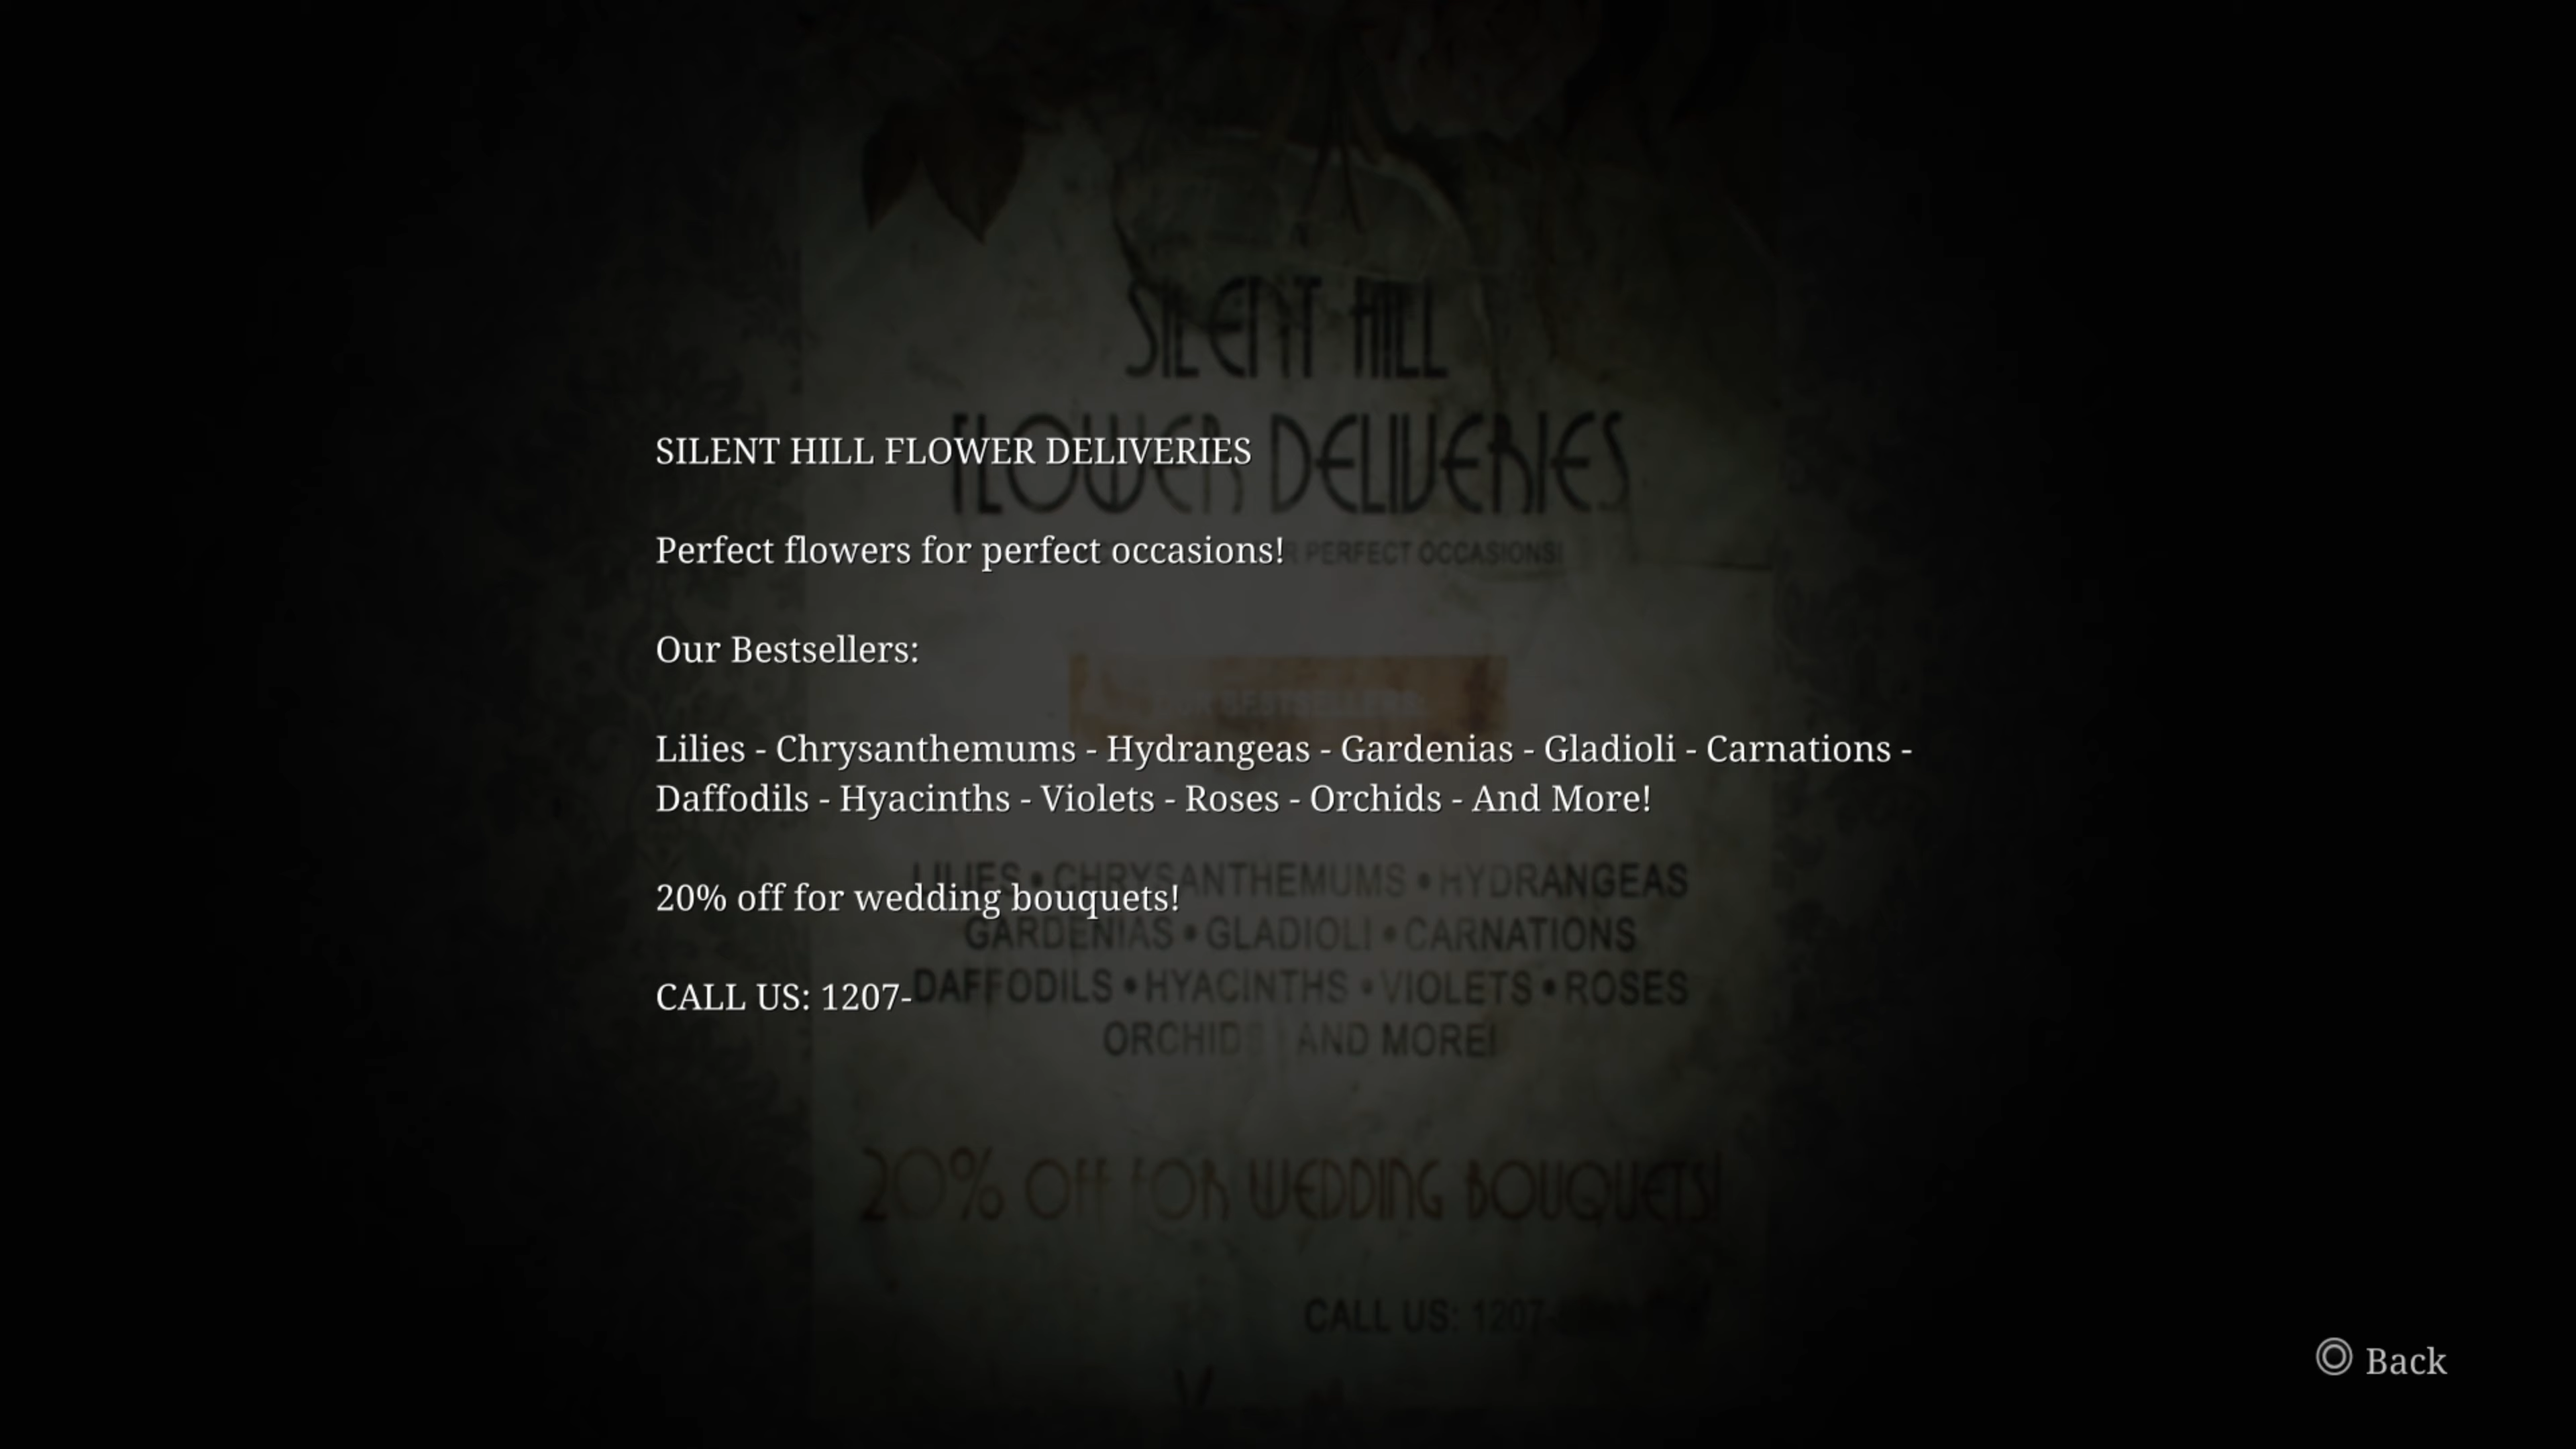 SILENT HILL FLOWER DELIVERIES
Perfect flowers for perfect occasions!
Our Bestsellers:
Lilies - Chrysanthemums - Hydrangeas - Gardenias - Gladioli - Carnations -
Daffodils - Hyacinths - Violets - Roses - Orchids - And More!
20% off for wedding bouquets!
CALL US: 1207-
SILENT HILL
FLOWER DELIVERIES
PERFECT OCCASIONS!
BESTSELLERS:
LILIES • CHRYSANTHEMUMS • HYDRANGEAS
GARDENIAS • GLADIOLI • CARNATIONS
DAFFODILS • HYACINTHS • VIOLETS • ROSES
ORCHIDS AND MORE!
20% OFF FOR WEDDING BOUQUETS!
CALL US: 1207-
Back